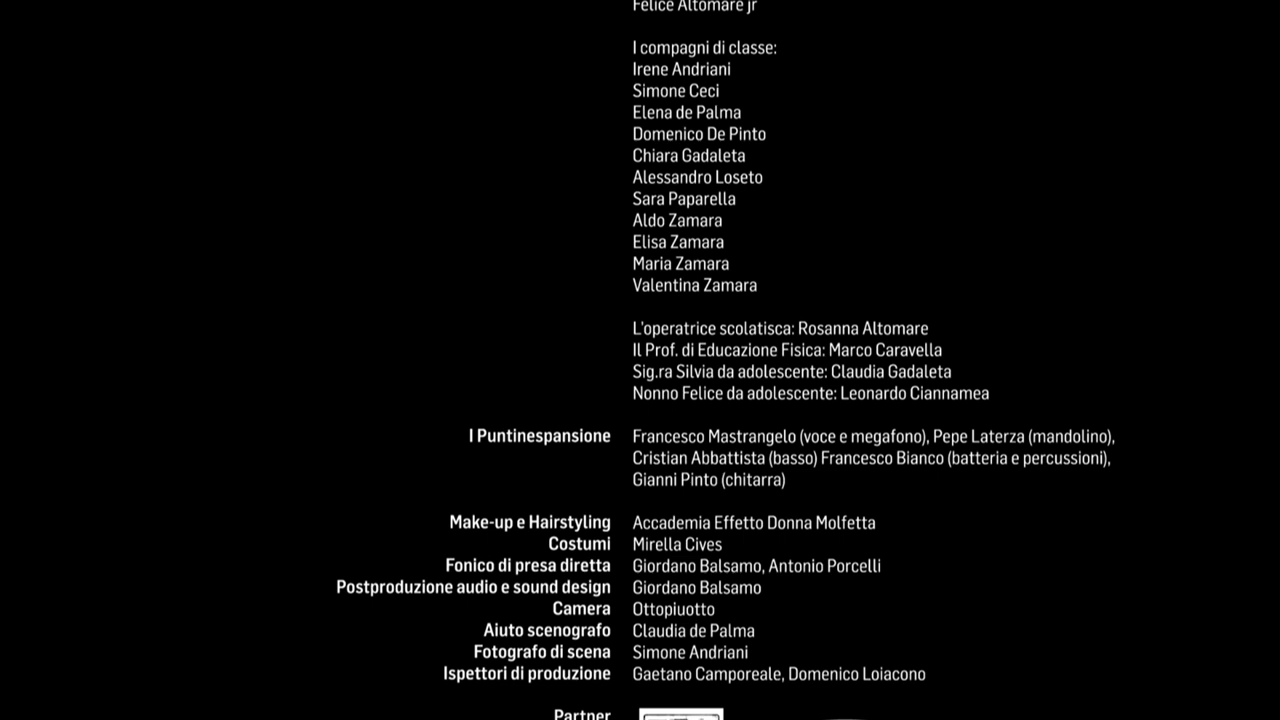 Felice Altomare jr
I compagni di classe:
Irene Andriani
Simone Ceci
Elena de Palma
Domenico De Pinto
Chiara Gadaleta
Alessandro Loseto
Sara Paparella
Aldo Zamara
Elisa Zamara
Maria Zamara
Valentina Zamara
L'operatrice scolatisca: Rosanna Altomare
Il Prof. di Educazione Fisica: Marco Caravella
Sig.ra Silvia da adolescente: Claudia Gadaleta
Nonno Felice da adolescente: Leonardo Ciannamea
I Puntinespansione Francesco Mastrangelo (voce e megafono), Pepe Laterza (mandolino),
Cristian Abbattista (basso) Francesco Bianco (batteria e percussioni),
Gianni Pinto (chitarra)
Make-up e Hairstyling Accademia Effetto Donna Molfetta
Costumi Mirella Cives
Fonico di presa diretta Giordano Balsamo, Antonio Porcelli
Postproduzione audio e sound design Giordano Balsamo
Camera Ottopiuotto
Aiuto scenografo Claudia de Palma
Fotografo di scena Simone Andriani
Ispettori di produzione Gaetano Camporeale, Domenico Loiacono
Partner